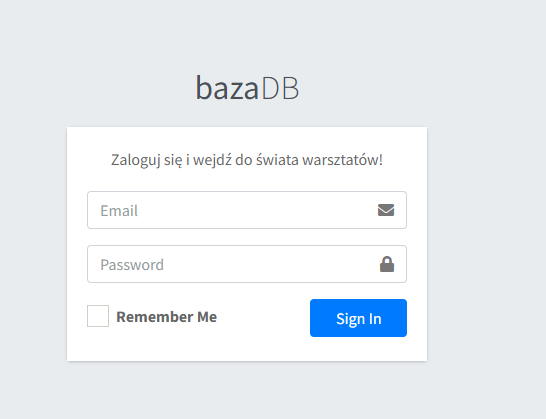 bazaDB
Zaloguj się i wejdź do świata warsztatów!
Email
Password
Remember Me
Sign In